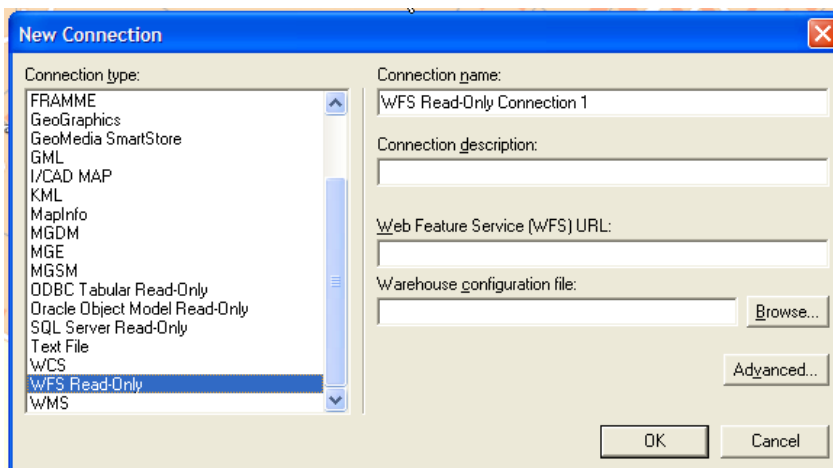 New Connection
Connection type:
FRAMME
GeoGraphics
GeoMedia SmartStore
GML
I/CAD MAP
KML
MapInfo
MGDM
MGE
MGSM
ODBC Tabular Read-Only
Oracle Object Model Read-Only
SQL Server Read-Only
Text File
WCS
WFS Read-Only
WMS
Connection name:
WFS Read-Only Connection 1
Connection description:
Web Feature Service (WFS) URL:
Warehouse configuration file:
Browse...
Advanced...
OK
Cancel